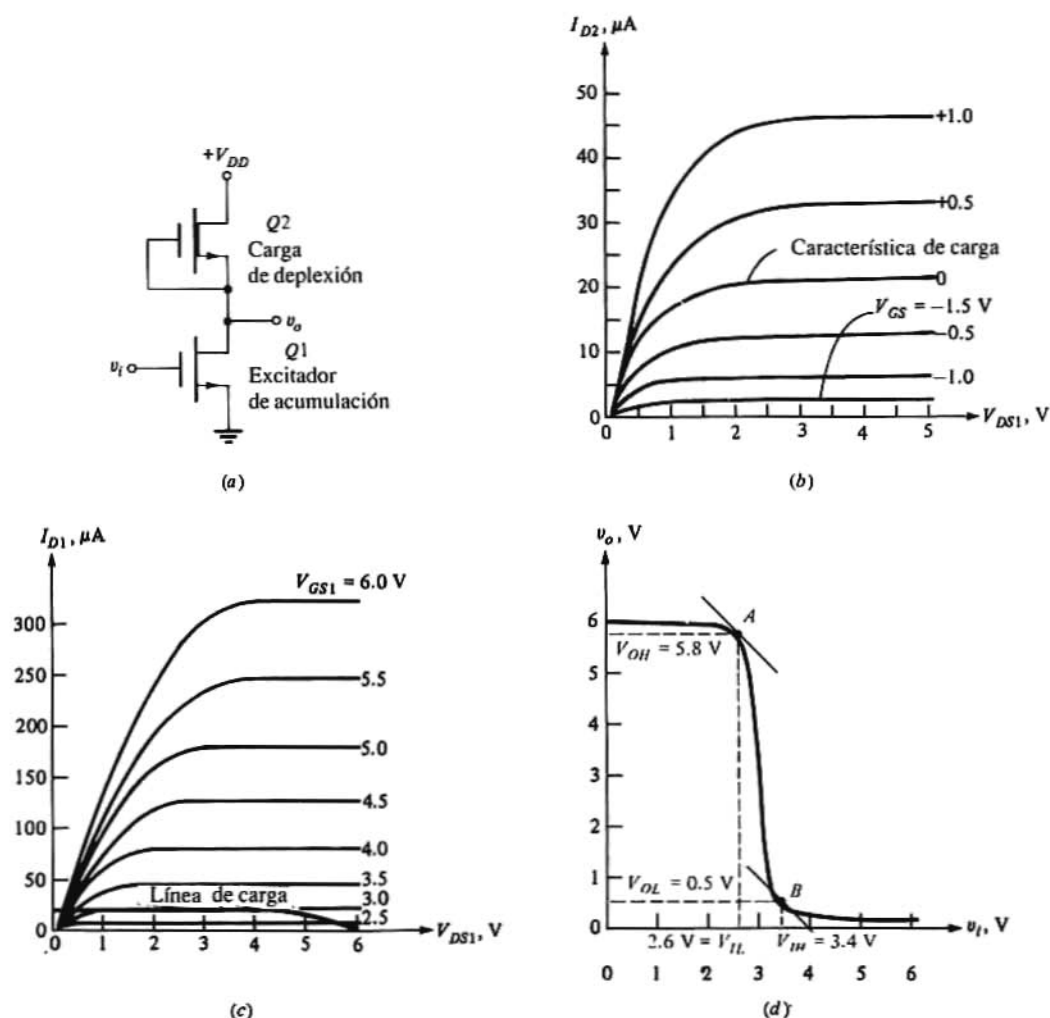 +V_DD
Q2
Carga
de deplexión
v_o
v_i
Q1
Excitador
de acumulación
(a)
I_D2, µA
50
40
30
20
10
0
+1.0
+0.5
Característica de carga
0
V_GS = −1.5 V
−0.5
−1.0
0 1 2 3 4 5
V_DS1, V
(b)
I_D1, µA
V_GS1 = 6.0 V
300
250
200
150
100
50
0
5.5
5.0
4.5
4.0
3.5
Línea de carga
3.0
2.5
0 1 2 3 4 5 6
V_DS1, V
(c)
v_o, V
6
5
4
3
2
1
0
A
V_OH = 5.8 V
V_OL = 0.5 V
B
2.6 V = V_IL
V_IH = 3.4 V
v_i, V
0 1 2 3 4 5 6
(d)